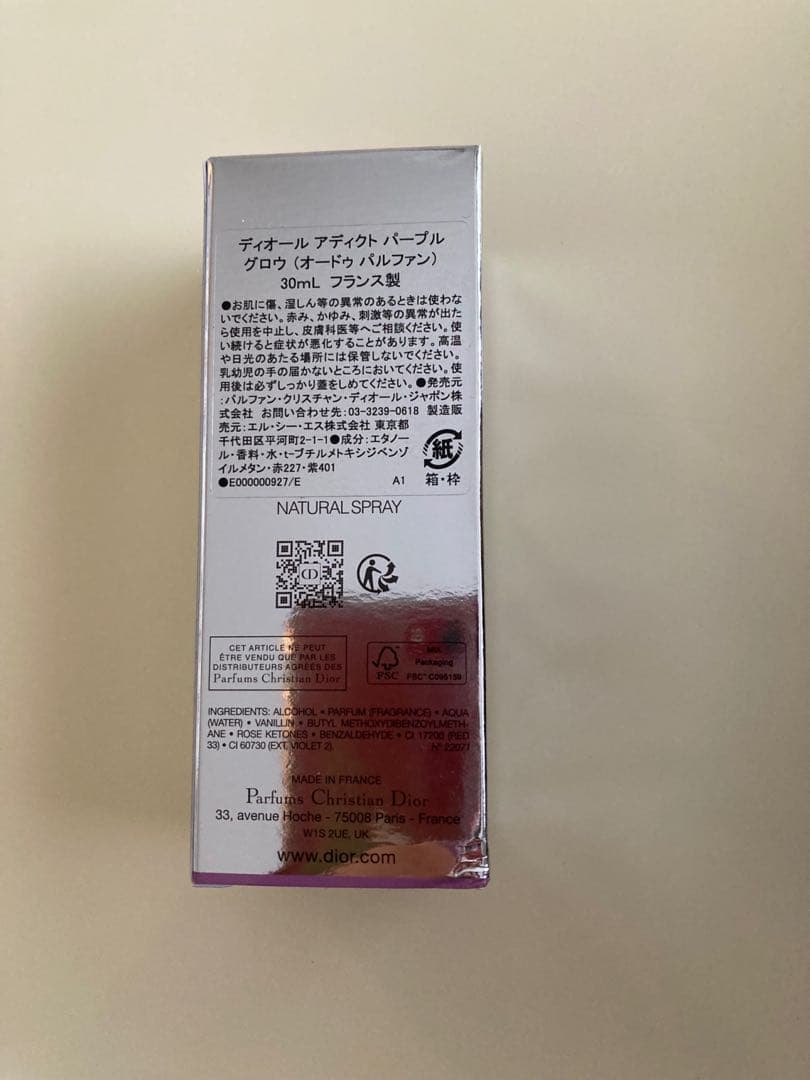 ディオール アディクト パープル
グロウ (オードゥ パルファン)
30mL フランス製
●お肌に傷、湿しん等の異常のあるときは使わな
いでください。赤み、かゆみ、刺激等の異常が出た
ら使用を中止し、皮膚科医等へご相談ください。使
い続けると症状が悪化することがあります。高温
や日光のあたる場所には保管しないでください。
乳幼児の手の届かないところにおいてください。使
用後は必ずしっかり蓋をしめてください。●発売元
:パルファン・クリスチャン・ディオール・ジャポン株
式会社 お問い合わせ先:03-3239-0618 製造販
売元:エル・シー・エス株式会社 東京都
千代田区平河町2-1-1●成分:エタノー
ル・香料・水・t-ブチルメトキシジベンゾ
イルメタン・赤227・紫401
●E000000927/E A1
紙
箱・枠
NATURAL SPRAY
CD
CET ARTICLE NE PEUT
ÊTRE VENDU QUE PAR LES
DISTRIBUTEURS AGRÉÉS DES
Parfums Christian Dior
FSC
MIX
Packaging
FSC™ C095159
INGREDIENTS: ALCOHOL • PARFUM (FRAGRANCE) • AQUA
(WATER) • VANILLIN • BUTYL METHOXYDIBENZOYLMETH-
ANE • ROSE KETONES • BENZALDEHYDE • CI 17200 (RED
33) • CI 60730 (EXT. VIOLET 2). N° 22077
MADE IN FRANCE
Parfums Christian Dior
33, avenue Hoche - 75008 Paris - France
W1S 2UE, UK
www.dior.com